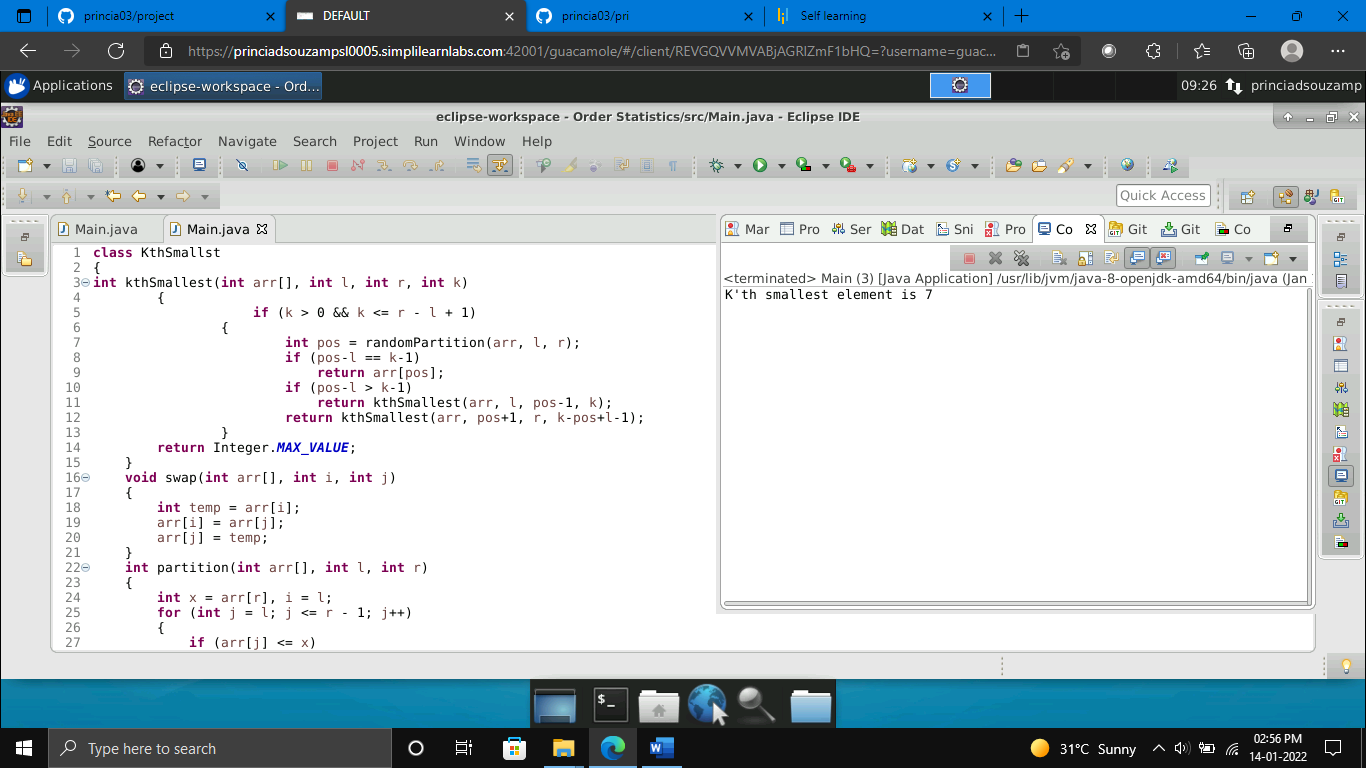 princia03/project
DEFAULT
princia03/pri
Self learning
https://princiadsouzampsl0005.simplilearnlabs.com:42001/guacamole/#/client/REVGQVVMVABjAGRlZmF1bHQ=?username=guac...
Applications
eclipse-workspace - Ord...
09:26
princiadsouzamp
eclipse-workspace - Order Statistics/src/Main.java - Eclipse IDE
File Edit Source Refactor Navigate Search Project Run Window Help
Quick Access
Main.java
Main.java
Mar Pro Ser Dat Sni Pro Co Git Git Co
<terminated> Main (3) [Java Application] /usr/lib/jvm/java-8-openjdk-amd64/bin/java (Jan
K'th smallest element is 7
1 class KthSmallst
2 {
3 int kthSmallest(int arr[], int l, int r, int k)
4 {
5 if (k > 0 && k <= r - l + 1)
6 {
7 int pos = randomPartition(arr, l, r);
8 if (pos-l == k-1)
9 return arr[pos];
10 if (pos-l > k-1)
11 return kthSmallest(arr, l, pos-1, k);
12 return kthSmallest(arr, pos+1, r, k-pos+l-1);
13 }
14 return Integer.MAX_VALUE;
15 }
16 void swap(int arr[], int i, int j)
17 {
18 int temp = arr[i];
19 arr[i] = arr[j];
20 arr[j] = temp;
21 }
22 int partition(int arr[], int l, int r)
23 {
24 int x = arr[r], i = l;
25 for (int j = l; j <= r - 1; j++)
26 {
27 if (arr[j] <= x)
Type here to search
31°C Sunny
02:56 PM
14-01-2022